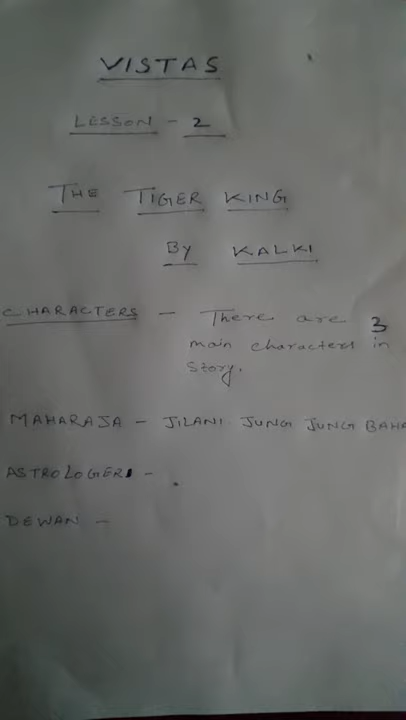 VISTAS
LESSON - 2
THE TIGER KING
BY KALKI
CHARACTERS - There are 3
main characters in
story.
MAHARAJA - JILANI JUNG JUNG BAHA
ASTROLOGER -
DEWAN -